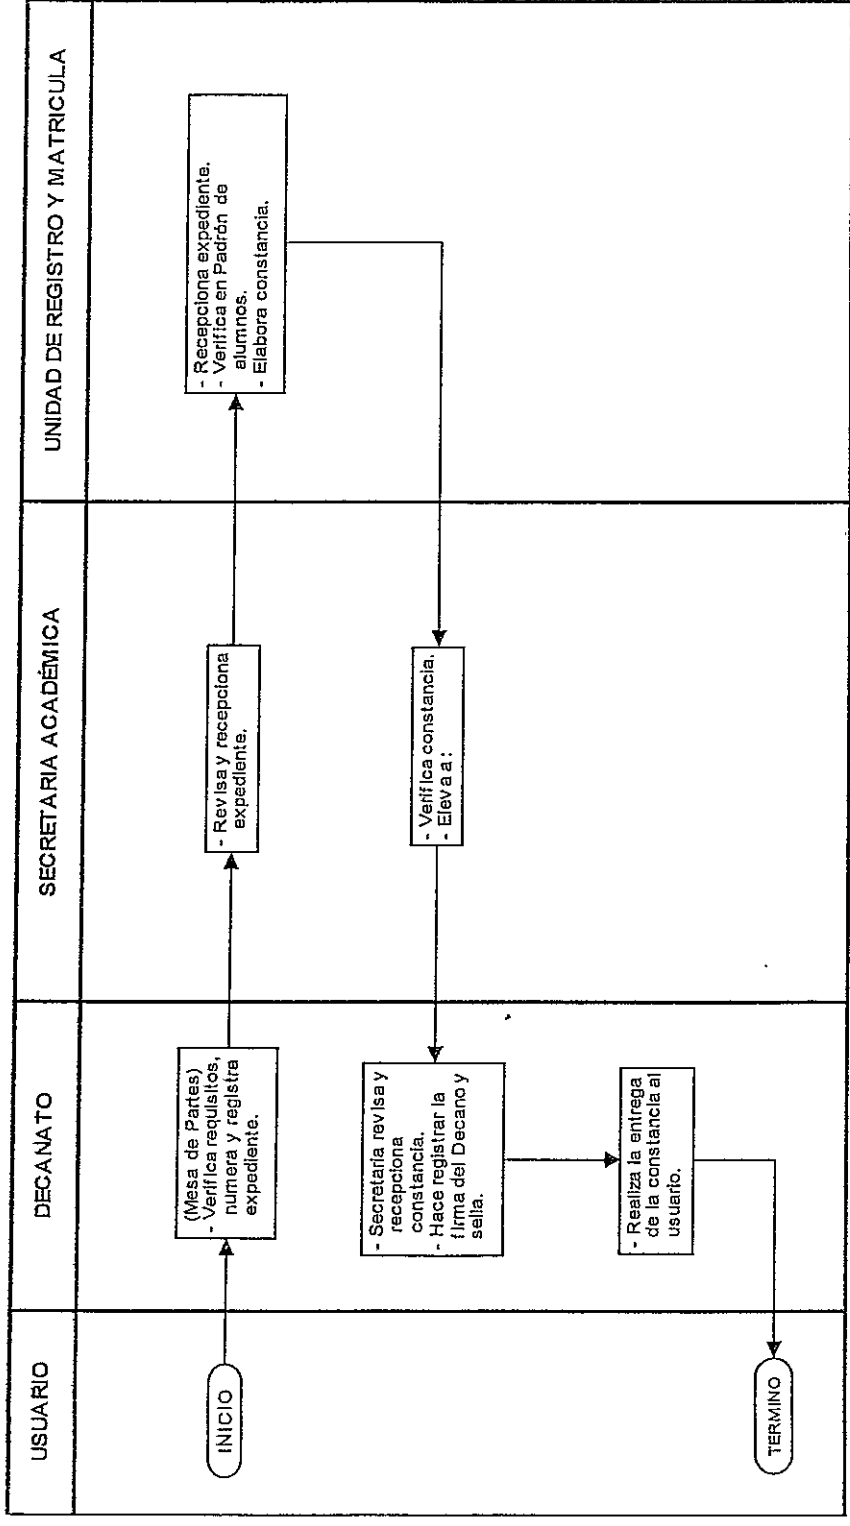 USUARIO
DECANATO
SECRETARIA ACADÉMICA
UNIDAD DE REGISTRO Y MATRICULA
INICIO
(Mesa de Partes)
- Verifica requisitos,
numera y registra
expediente.
- Revisa y recepciona
expediente.
- Recepciona expediente.
- Verifica en Padrón de
alumnos.
- Elabora constancia.
- Verifica constancia.
- Eleva a:
- Secretaria revisa y
recepciona
constancia.
- Hace registrar la
firma del Decano y
sella.
- Realiza la entrega
de la constancia al
usuario.
TERMINO